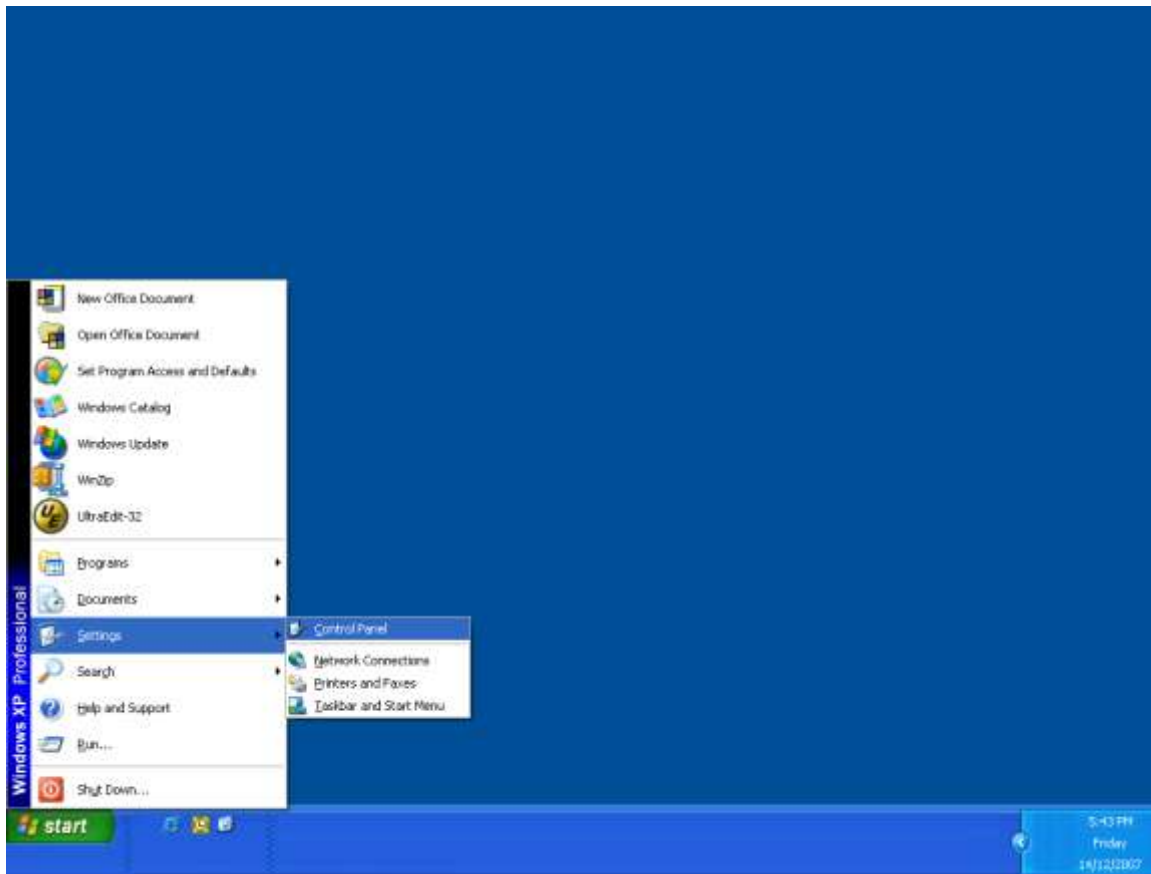 New Office Document
Open Office Document
Set Program Access and Defaults
Windows Catalog
Windows Update
WinZip
UltraEdit-32
Programs
Documents
Settings
Search
Help and Support
Run...
Shut Down...
Windows XP Professional
Control Panel
Network Connections
Printers and Faxes
Taskbar and Start Menu
start
5:43 PM
Friday
14/12/2007